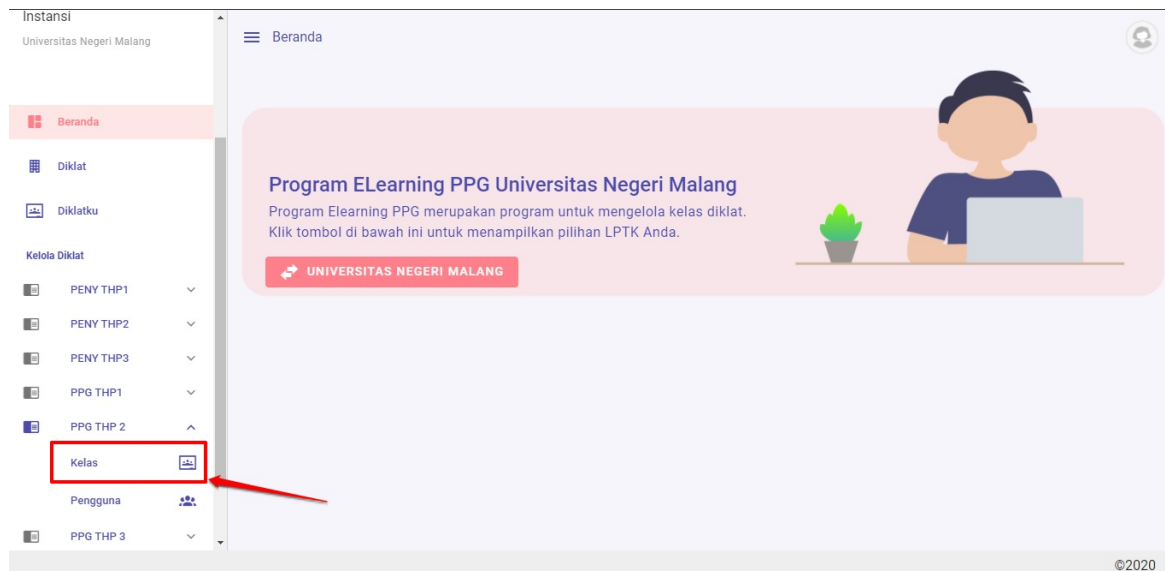 Instansi
Universitas Negeri Malang
Beranda
Diklat
Diklatku
Kelola Diklat
PENY THP1
PENY THP2
PENY THP3
PPG THP1
PPG THP 2
Kelas
Pengguna
PPG THP 3
Beranda
Program ELearning PPG Universitas Negeri Malang
Program Elearning PPG merupakan program untuk mengelola kelas diklat.
Klik tombol di bawah ini untuk menampilkan pilihan LPTK Anda.
UNIVERSITAS NEGERI MALANG
©2020